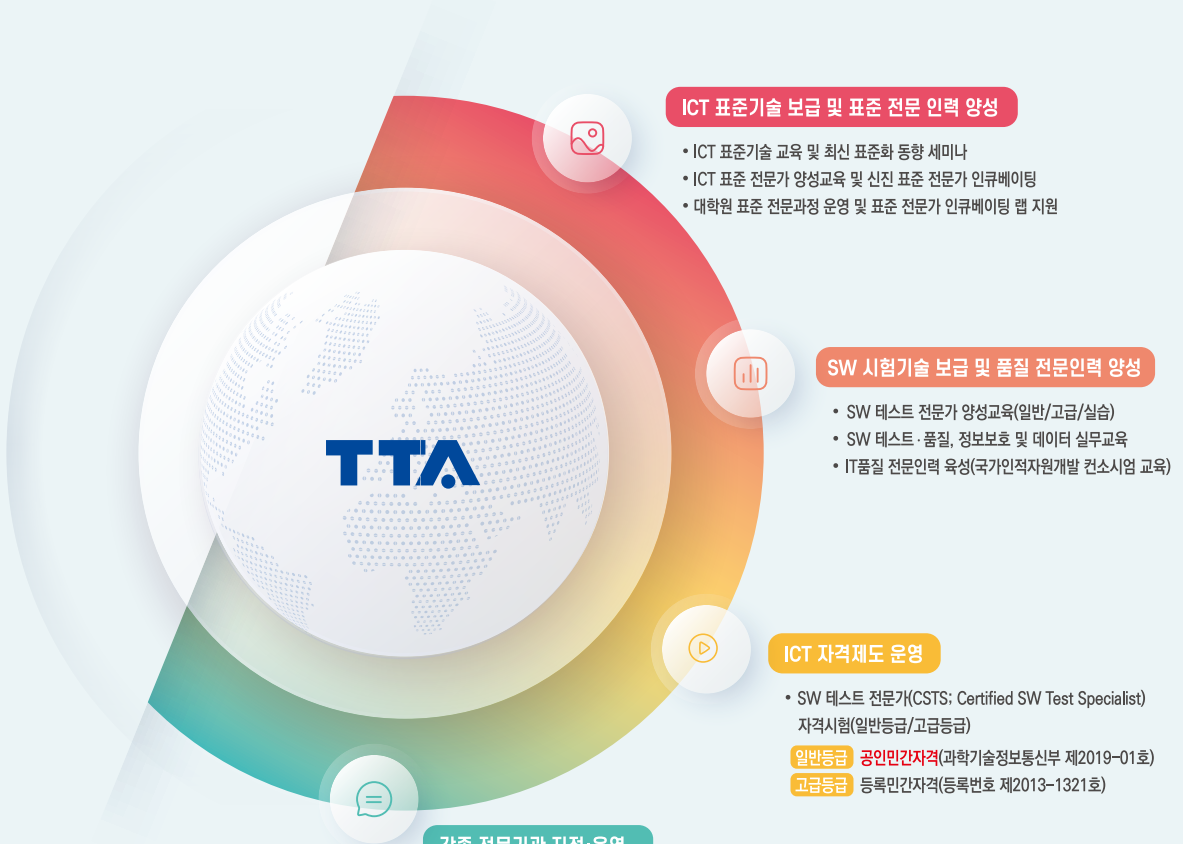 ICT 표준기술 보급 및 표준 전문 인력 양성
• ICT 표준기술 교육 및 최신 표준화 동향 세미나
• ICT 표준 전문가 양성교육 및 신진 표준 전문가 인큐베이팅
• 대학원 표준 전문과정 운영 및 표준 전문가 인큐베이팅 랩 지원
SW 시험기술 보급 및 품질 전문인력 양성
• SW 테스트 전문가 양성교육(일반/고급/실습)
• SW 테스트·품질, 정보보호 및 데이터 실무교육
• IT품질 전문인력 육성(국가인적자원개발 컨소시엄 교육)
TTA
ICT 자격제도 운영
• SW 테스트 전문가(CSTS; Certified SW Test Specialist)
자격시험(일반등급/고급등급)
일반등급 공인민간자격(과학기술정보통신부 제2019-01호)
고급등급 등록민간자격(등록번호 제2013-1321호)
각종 전문기관 지정·운영